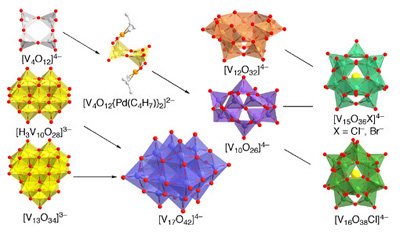 [V₄O₁₂]⁴⁻
[V₄O₁₂{Pd(C₄H₇)}₂]²⁻
[V₁₂O₃₂]⁴⁻
[H₃V₁₀O₂₈]³⁻
[V₁₀O₂₆]⁴⁻
[V₁₅O₃₆X]⁴⁻
X = Cl⁻, Br⁻
[V₁₃O₃₄]³⁻
[V₁₇O₄₂]⁴⁻
[V₁₆O₃₈Cl]⁴⁻